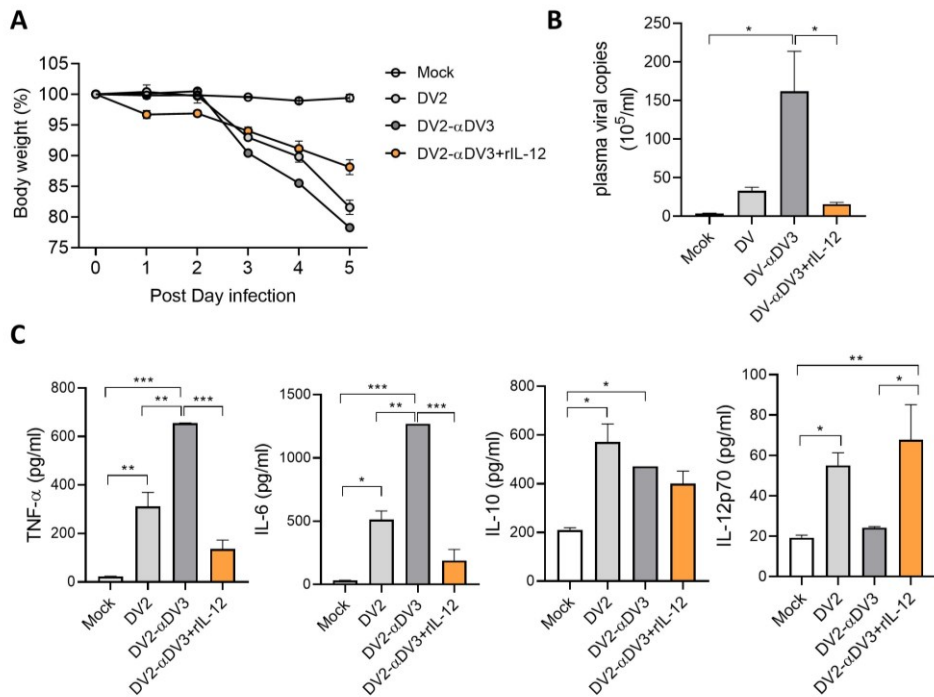 A
Body weight (%)
105
100
95
90
85
80
75
0 1 2 3 4 5
Post Day infection
Mock
DV2
DV2-αDV3
DV2-αDV3+rIL-12
B
plasma viral copies
(10⁵/ml)
250
200
150
100
50
0
* *
Mcok
DV
DV-αDV3
DV-αDV3+rIL-12
C
TNF-α (pg/ml)
800
600
400
200
0
***
** ***
**
Mock
DV2
DV2-αDV3
DV2-αDV3+rIL-12
IL-6 (pg/ml)
1500
1000
500
0
***
** ***
*
Mock
DV2
DV2-αDV3
DV2-αDV3+rIL-12
IL-10 (pg/ml)
800
600
400
200
0
*
*
Mock
DV2
DV2-αDV3
DV2-αDV3+rIL-12
IL-12p70 (pg/ml)
100
80
60
40
20
0
**
*
*
Mock
DV2
DV2-αDV3
DV2-αDV3+rIL-12